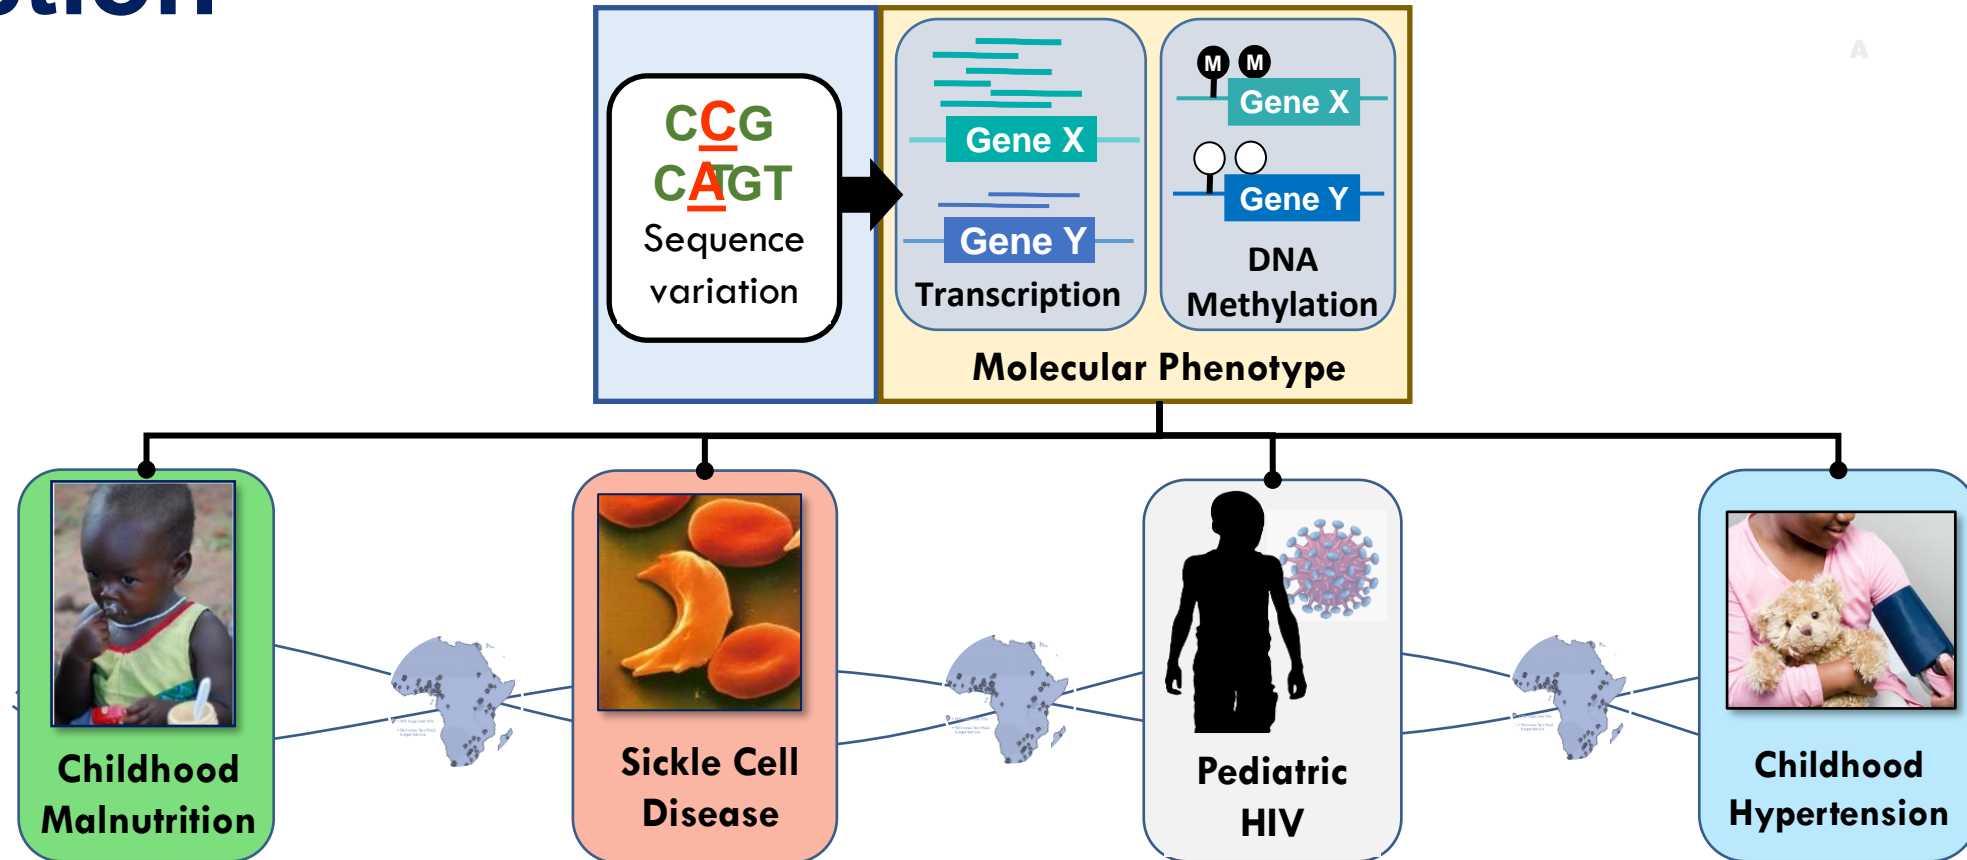 A
CCG
CATGT
Sequence
variation
Gene X
Gene Y
Transcription
M M
Gene X
Gene Y
DNA
Methylation
Molecular Phenotype
Childhood
Malnutrition
Sickle Cell
Disease
Pediatric
HIV
Childhood
Hypertension